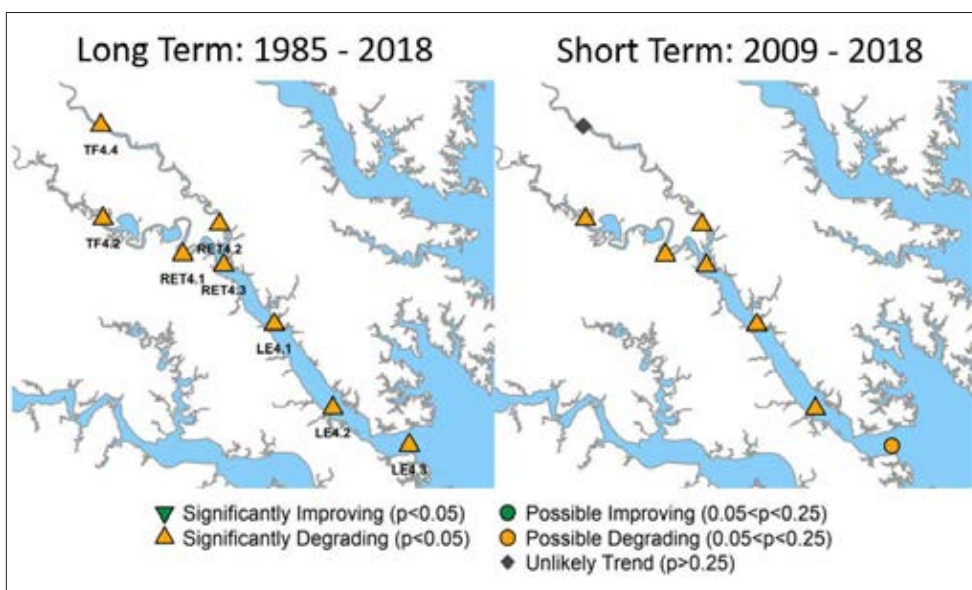 Long Term: 1985 - 2018
Short Term: 2009 - 2018
TF4.4
TF4.2
RET4.2
RET4.1
RET4.3
LE4.1
LE4.2
LE4.3
Significantly Improving (p<0.05)
Significantly Degrading (p<0.05)
Possible Improving (0.05<p<0.25)
Possible Degrading (0.05<p<0.25)
Unlikely Trend (p>0.25)